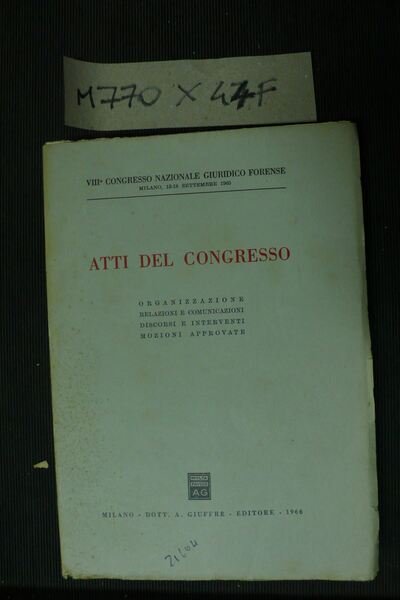 M770 X 44F
VIIIº CONGRESSO NAZIONALE GIURIDICO FORENSE
ATTI DEL CONGRESSO
ORGANIZZAZIONE
RELAZIONI E COMUNICAZIONI
DISCORSI E INTERVENTI
MOZIONI APPROVATE
AG
MILANO - DOTT. A. GIUFFRÈ - EDITORE - 1966